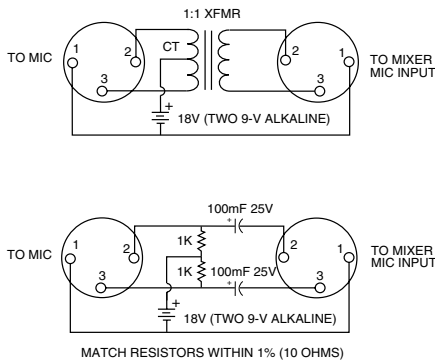 1:1 XFMR
TO MIC
1
2
3
CT
+
18V (TWO 9-V ALKALINE)
2
1
3
TO MIXER
MIC INPUT
100mF 25V
+
TO MIC
1
2
3
1K
1K
100mF 25V
+
+
18V (TWO 9-V ALKALINE)
2
1
3
TO MIXER
MIC INPUT
MATCH RESISTORS WITHIN 1% (10 OHMS)